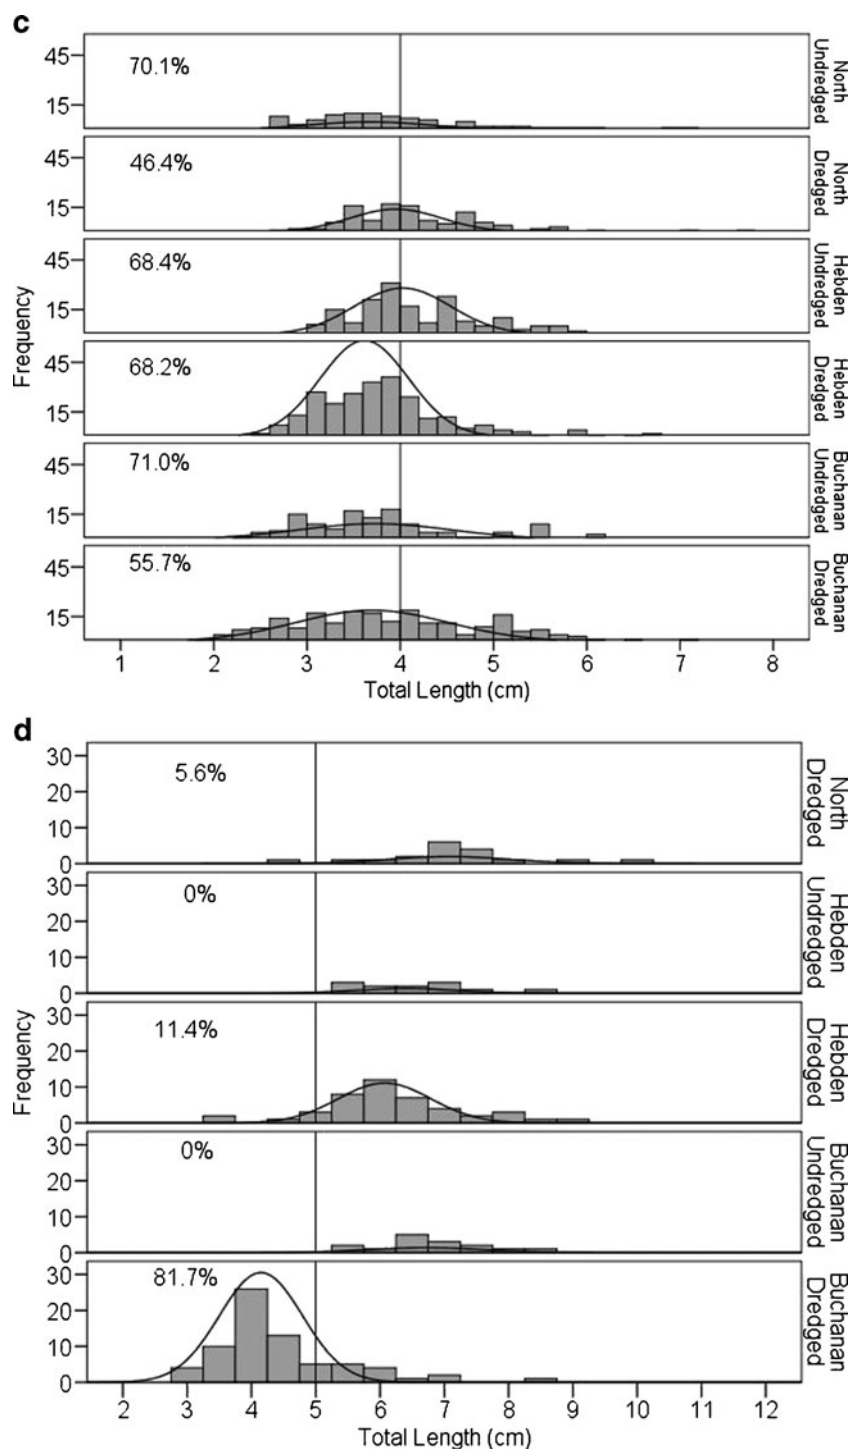 c
45
15
70.1%
North
Undredged
45
15
46.4%
North
Dredged
45
15
68.4%
Hebden
Undredged
Frequency
45
15
68.2%
Hebden
Dredged
45
15
71.0%
Buchanan
Undredged
45
15
55.7%
Buchanan
Dredged
1 2 3 4 5 6 7 8
Total Length (cm)
d
30
20
10
0
5.6%
North
Dredged
30
20
10
0
0%
Hebden
Undredged
Frequency
30
20
10
0
11.4%
Hebden
Dredged
30
20
10
0
0%
Buchanan
Undredged
30
20
10
0
81.7%
Buchanan
Dredged
2 3 4 5 6 7 8 9 10 11 12
Total Length (cm)